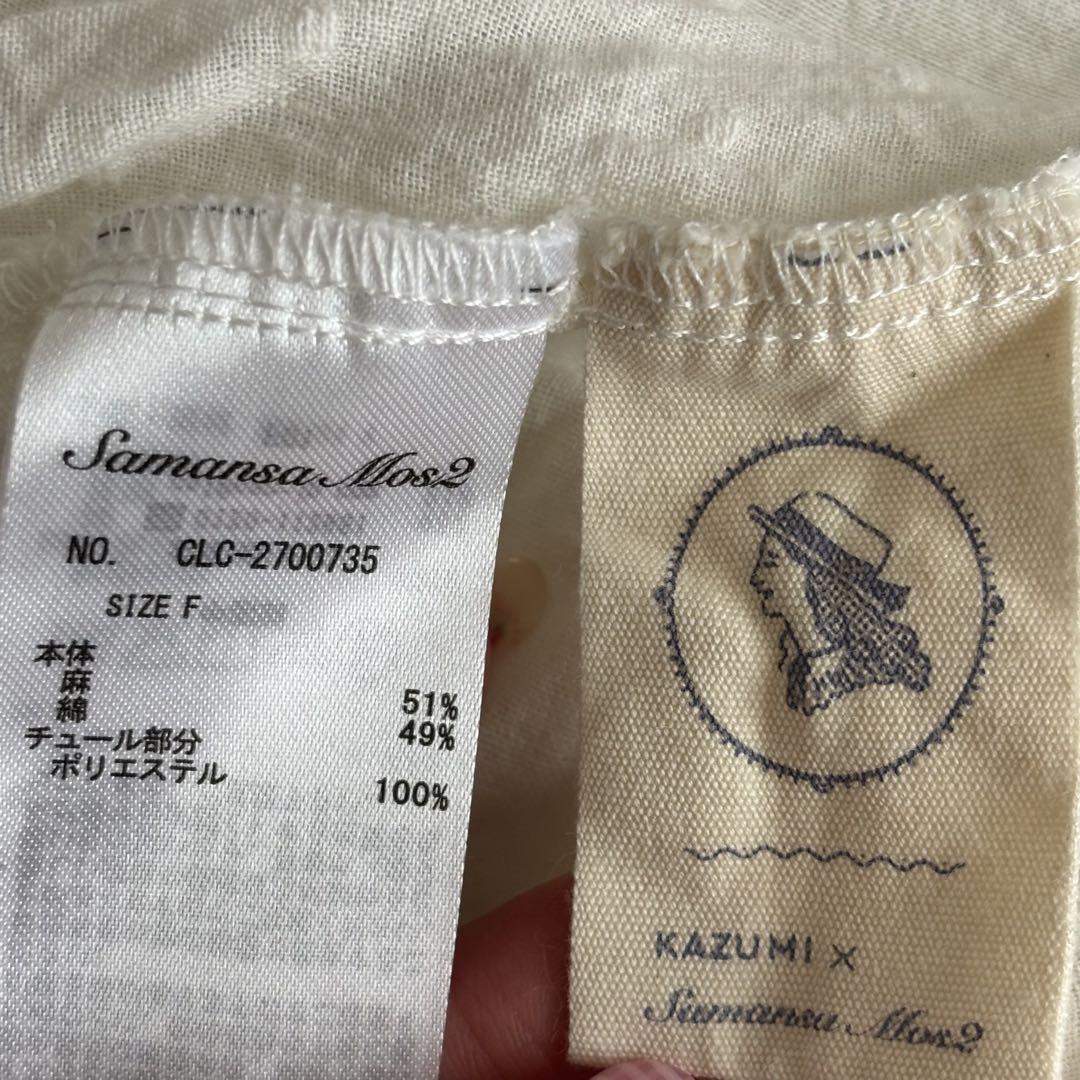 Samansa Mos2
NO. CLC-2700735
SIZE F
本体
麻 51%
綿 49%
チュール部分
ポリエステル 100%
KAZUMI ×
Samansa Mos2